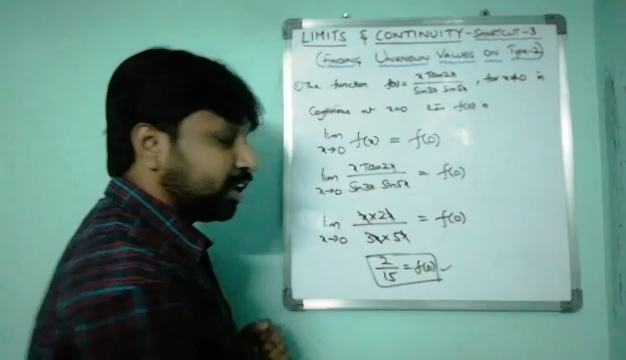 LIMITS & CONTINUITY - SHORTCUT-3
(FINDING UNKNOWN VALUES ON TYPE-2)
① The function f(x) = x Tan2x / Sin3x Sin5x, for x≠0 is
Continuous at x=0 f(0) is
lim x→0 f(x) = f(0)
lim x→0 x Tan2x / Sin3x Sin5x = f(0)
lim x→0 x × 2x / 3x × 5x = f(0)
2/15 = f(0)